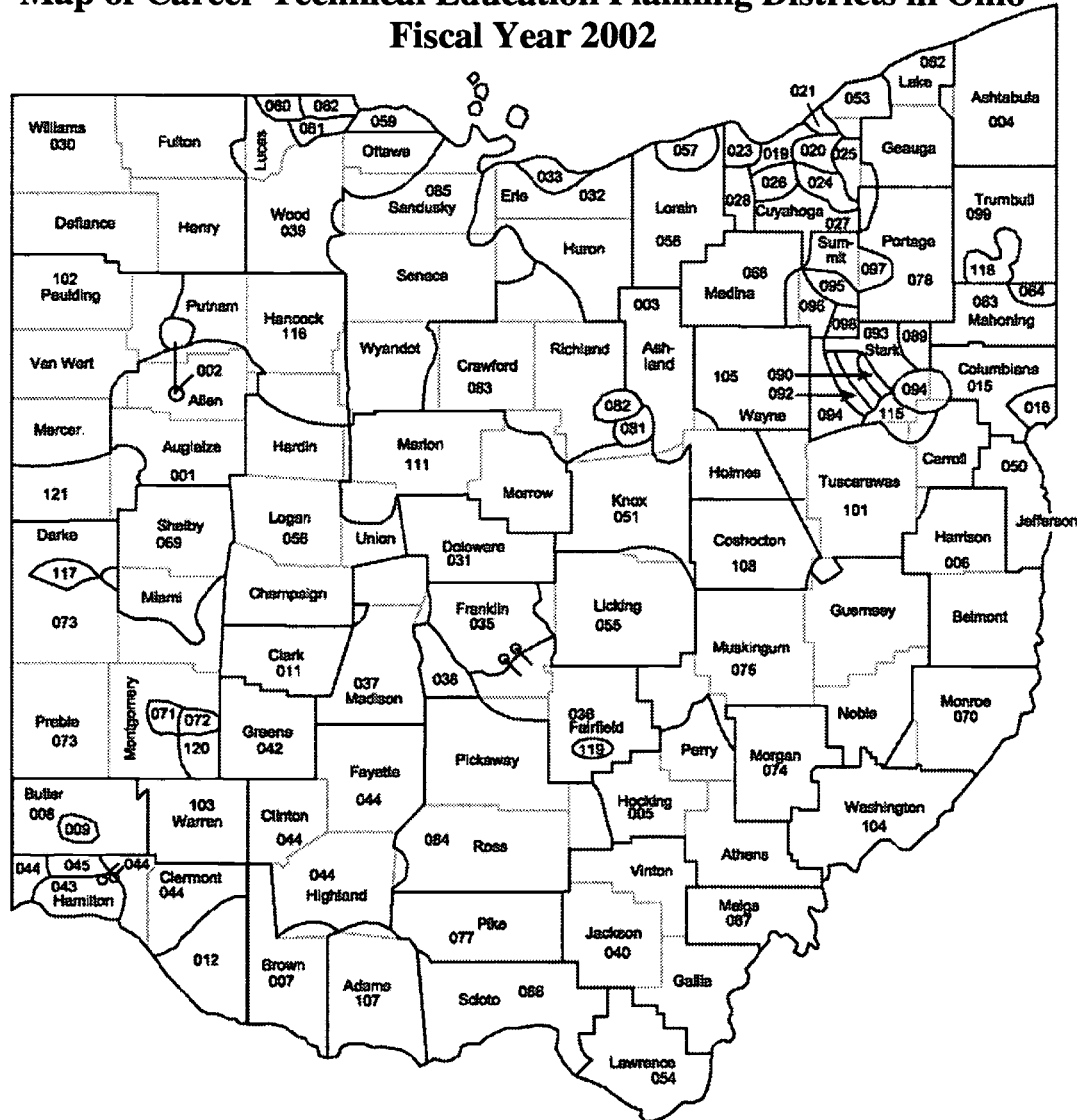 Map of Career-Technical Education Planning Districts in Ohio
Fiscal Year 2002
062
Lake
Ashtabula
004
021
053
060
062
061
059
Williams
030
Fulton
Lucas
Ottawa
057
023
019
020
025
Geauga
033
085
Sandusky
Erie
032
028
026
024
Cuyahoga
027
Trumbull
099
Defiance
Henry
Wood
039
Lorain
056
Huron
Summit
Portage
078
097
118
102
Paulding
Putnam
Seneca
068
Medina
095
096
098
064
063
Mahoning
Hancock
116
003
093
089
Stark
Van Wert
002
Allen
Wyandot
Crawford
083
Richland
Ashland
105
090
092
Columbiana
015
094
016
082
081
Wayne
094
115
Mercer
Auglaize
001
Hardin
Marion
111
Holmes
Carroll
050
121
Morrow
Knox
051
Tuscarawas
101
Jefferson
Darke
Shelby
069
Logan
056
Union
Delaware
031
Coshocton
108
Harrison
006
117
Miami
Champaign
Franklin
035
Licking
055
Guernsey
Belmont
073
Clark
011
037
Madison
Muskingum
076
Preble
073
Montgomery
071
072
120
Greene
042
Fairfield
119
Noble
Monroe
070
Pickaway
Perry
Morgan
074
Fayette
044
Butler
008
009
103
Warren
Clinton
044
Hocking
005
Washington
104
Ross
044
045
044
043
Hamilton
Clermont
044
044
Highland
Vinton
Athens
Meigs
067
012
Brown
007
077
Pike
Jackson
040
Adams
107
Scioto
066
Gallia
Lawrence
054